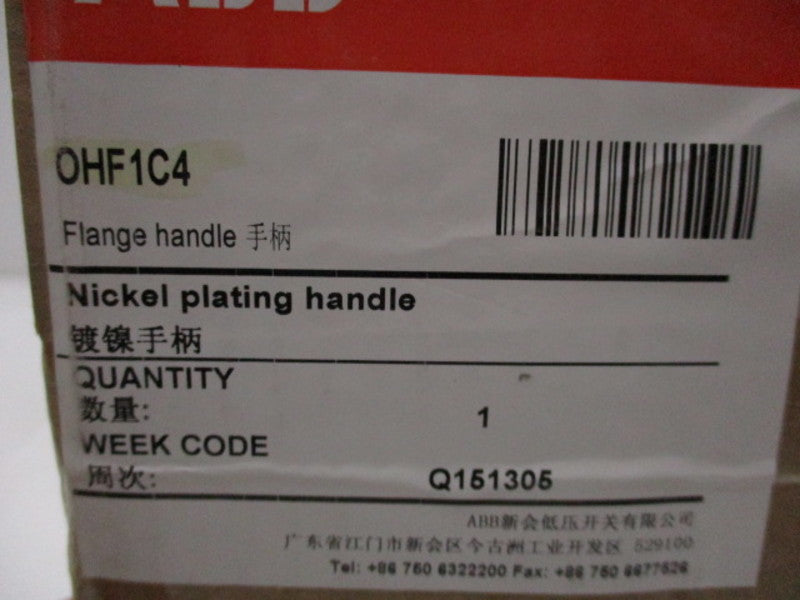 ABB
OHF1C4
Flange handle 手柄
Nickel plating handle
镀镍手柄
QUANTITY
数量: 1
WEEK CODE
周次: Q151305
ABB新会低压开关有限公司
广东省江门市新会区今古洲工业开发区 529100
Tel: +86 750 6322200 Fax: +86 750 6677526